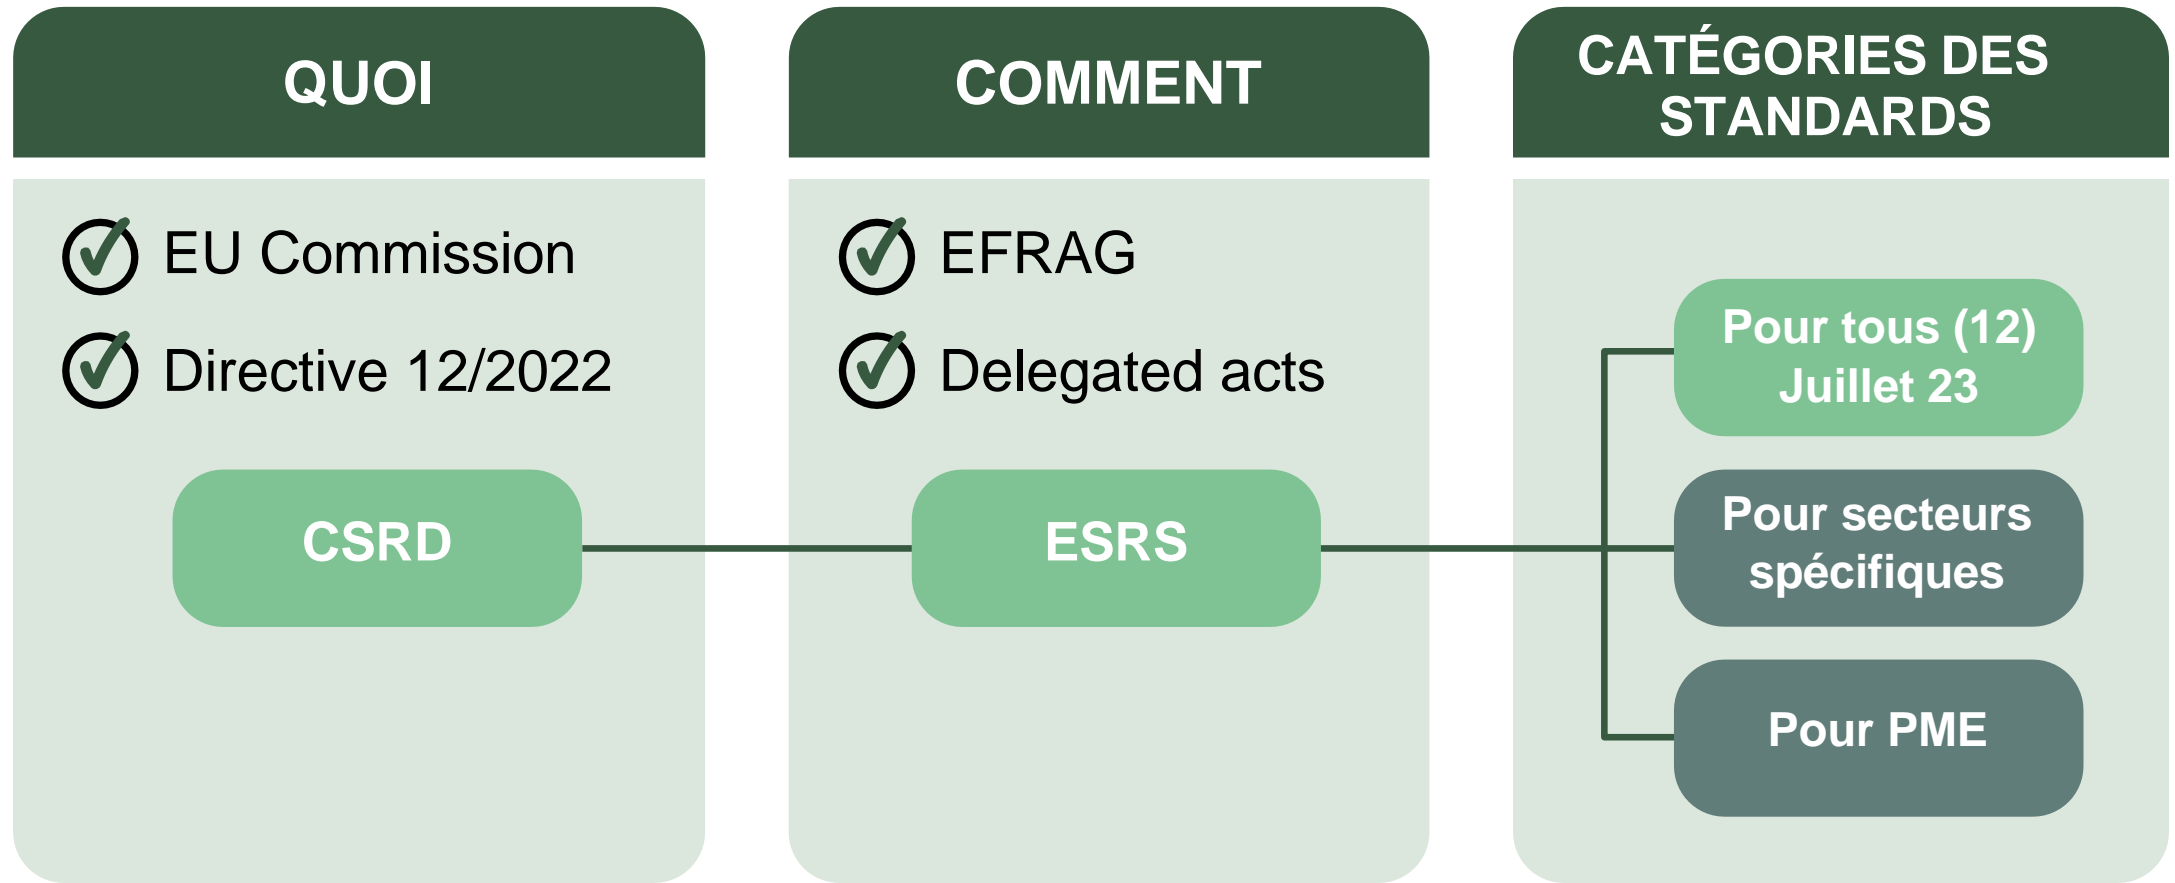 QUOI
EU Commission
Directive 12/2022
CSRD
COMMENT
EFRAG
Delegated acts
ESRS
CATÉGORIES DES
STANDARDS
Pour tous (12)
Juillet 23
Pour secteurs
spécifiques
Pour PME